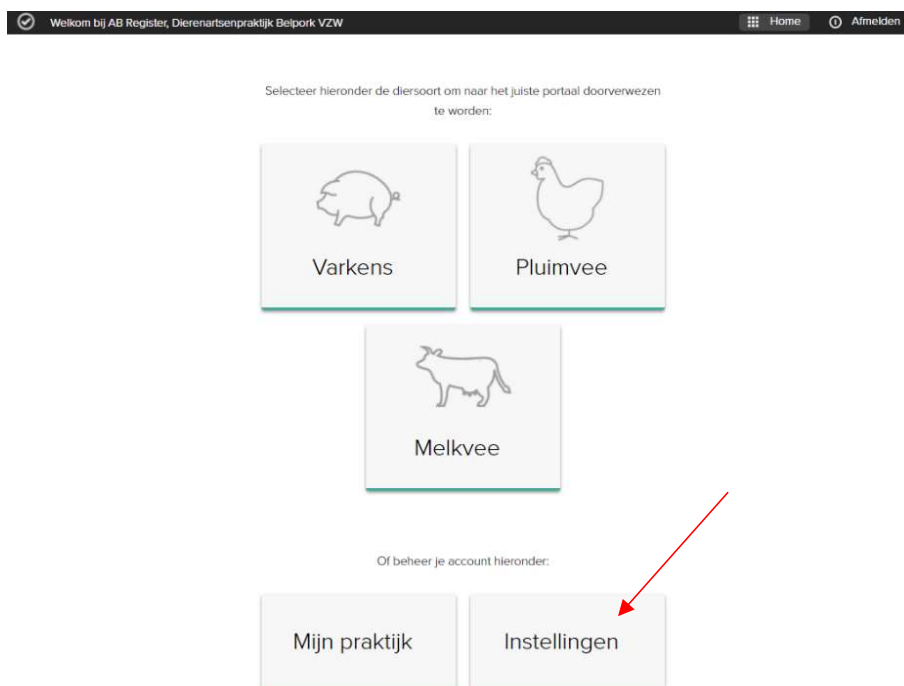 Welkom bij AB Register, Dierenartsenpraktijk Belpork VZW
Home
Afmelden
Selecteer hieronder de diersoort om naar het juiste portaal doorverwezen
te worden:
Varkens
Pluimvee
Melkvee
Of beheer je account hieronder:
Mijn praktijk
Instellingen